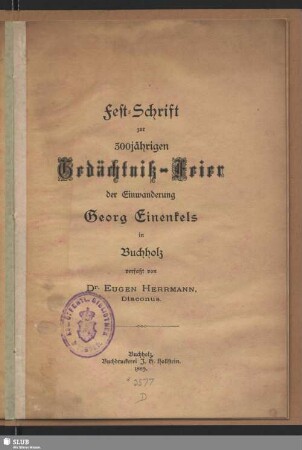 Fest-Schrift
zur
300jährigen
Gedächtniß-Feier
der Einwanderung
Georg Einenkels
in
Buchholz
verfaßt von
Dr. EUGEN HERRMANN,
Diaconus.
Buchholz,
Buchdruckerei J. H. Hallstein.
SLUB